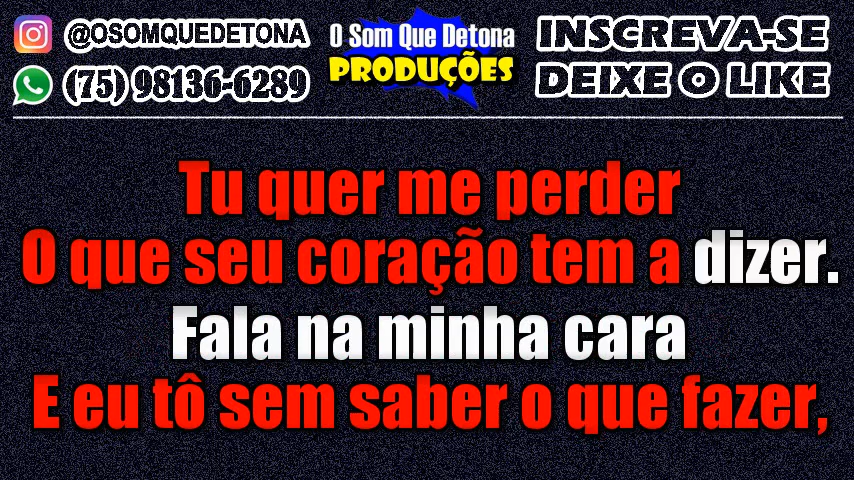 @OSOMQUEDETONA
(75) 98136-6289
O Som Que Detona
PRODUÇÕES
INSCREVA-SE
DEIXE O LIKE
Tu quer me perder
O que seu coração tem a dizer.
Fala na minha cara
E eu tô sem saber o que fazer,